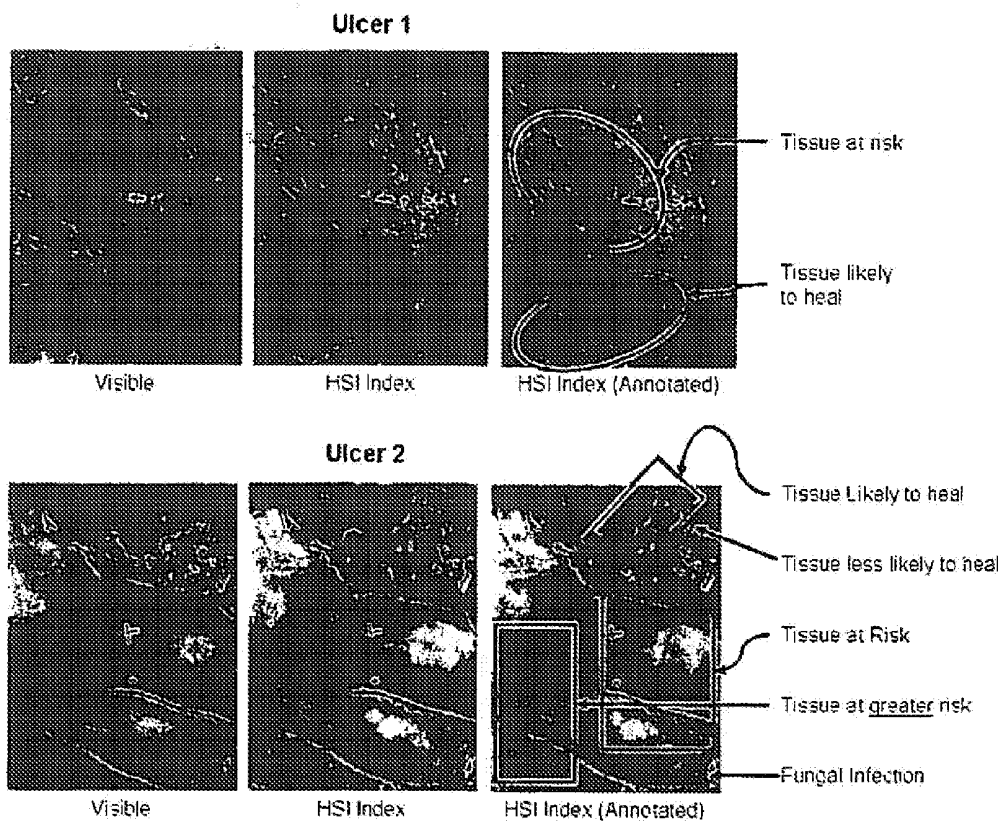 Ulcer 1
Tissue at risk
Tissue likely
to heal
Visible
HSI Index
HSI Index (Annotated)
Ulcer 2
Tissue Likely to heal
Tissue less likely to heal
Tissue at Risk
Tissue at greater risk
Fungal Infection
Visible
HSI Index
HSI Index (Annotated)